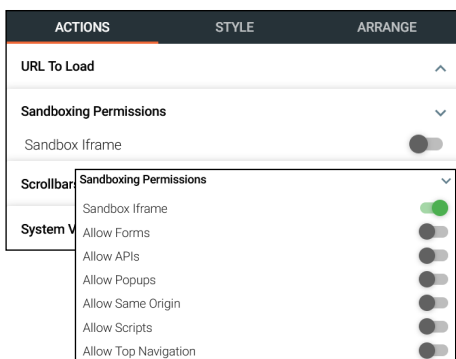 ACTIONS STYLE ARRANGE
URL To Load
Sandboxing Permissions
Sandbox Iframe
Scrollbar
System V
Sandboxing Permissions
Sandbox Iframe
Allow Forms
Allow APIs
Allow Popups
Allow Same Origin
Allow Scripts
Allow Top Navigation